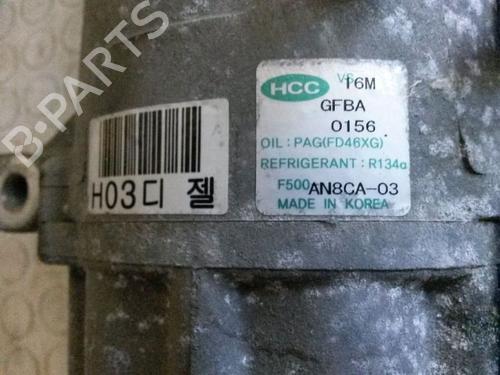 B-PARTS
HCC VS 16M
GFBA
0156
OIL : PAG(FD46XG)
REFRIGERANT : R134a
F500 AN8CA-03
MADE IN KOREA
H03디 젤